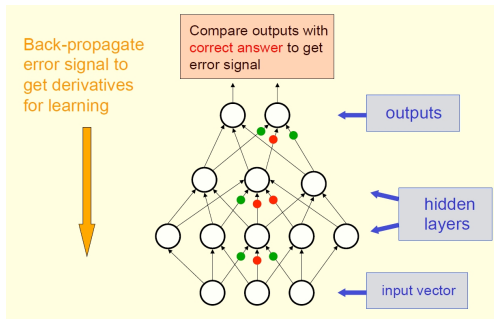 Compare outputs with
correct answer to get
error signal
Back-propagate
error signal to
get derivatives
for learning
outputs
hidden
layers
input vector